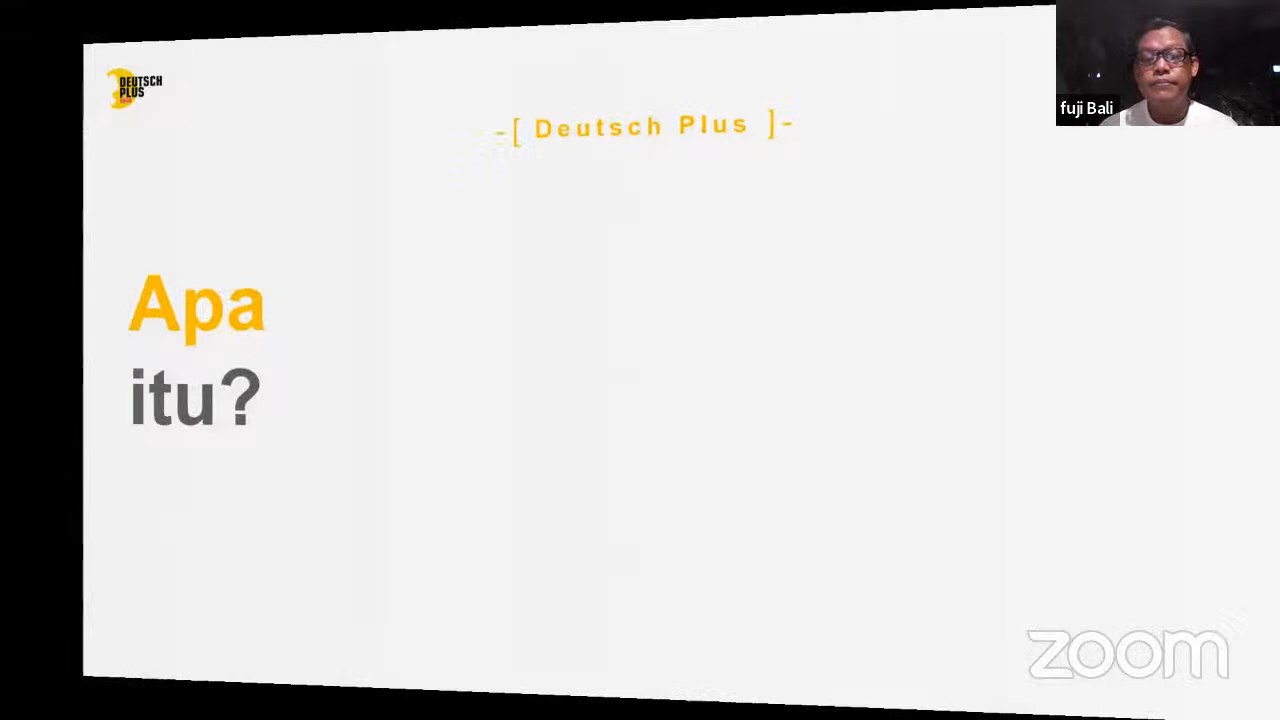 DEUTSCH
PLUS
-[ Deutsch Plus ]-
fuji Bali
Apa
itu?
zoom